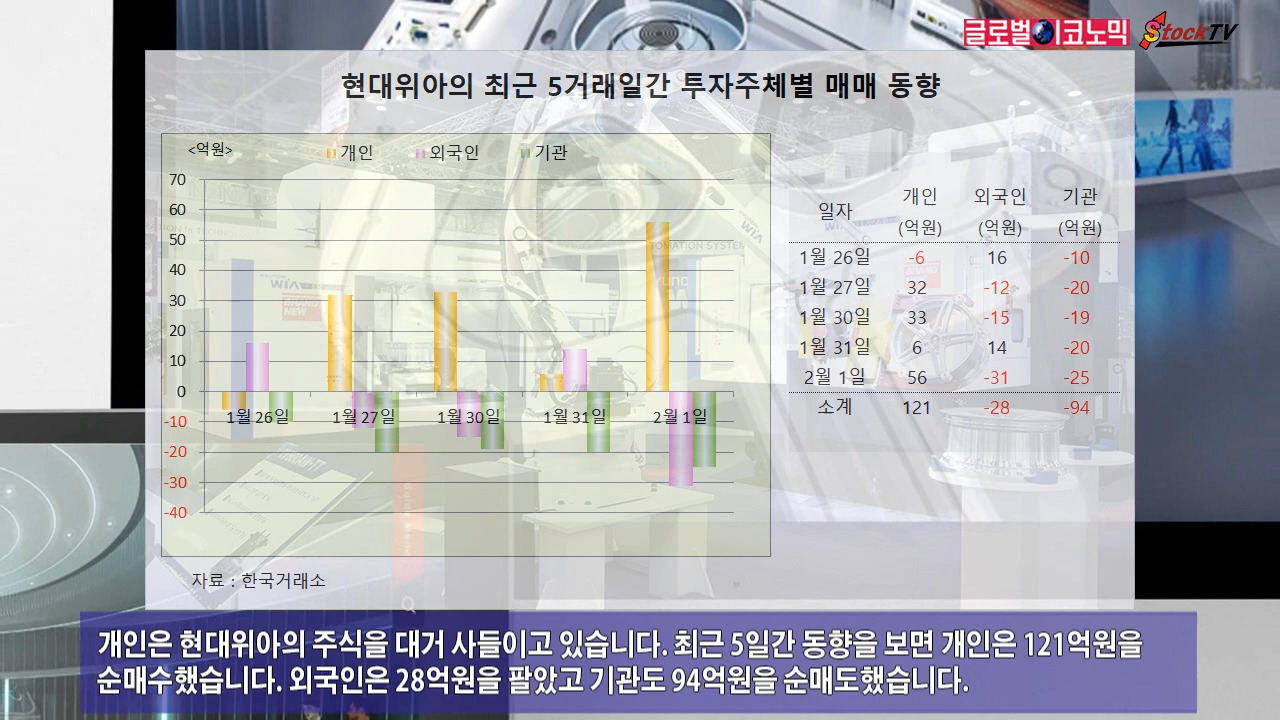 글로벌이코노믹 StockTV
현대위아의 최근 5거래일간 투자주체별 매매 동향
<억원> 개인 외국인 기관
70
60
50
40
30
20
10
0
-10
-20
-30
-40
1월 26일 1월 27일 1월 30일 1월 31일 2월 1일
일자 개인 외국인 기관
(억원) (억원) (억원)
1월 26일 -6 16 -10
1월 27일 32 -12 -20
1월 30일 33 -15 -19
1월 31일 6 14 -20
2월 1일 56 -31 -25
소계 121 -28 -94
WIA
BRAND
NEW
TOMATION SYSTEM
WIA
자료 : 한국거래소
개인은 현대위아의 주식을 대거 사들이고 있습니다. 최근 5일간 동향을 보면 개인은 121억원을
순매수했습니다. 외국인은 28억원을 팔았고 기관도 94억원을 순매도했습니다.